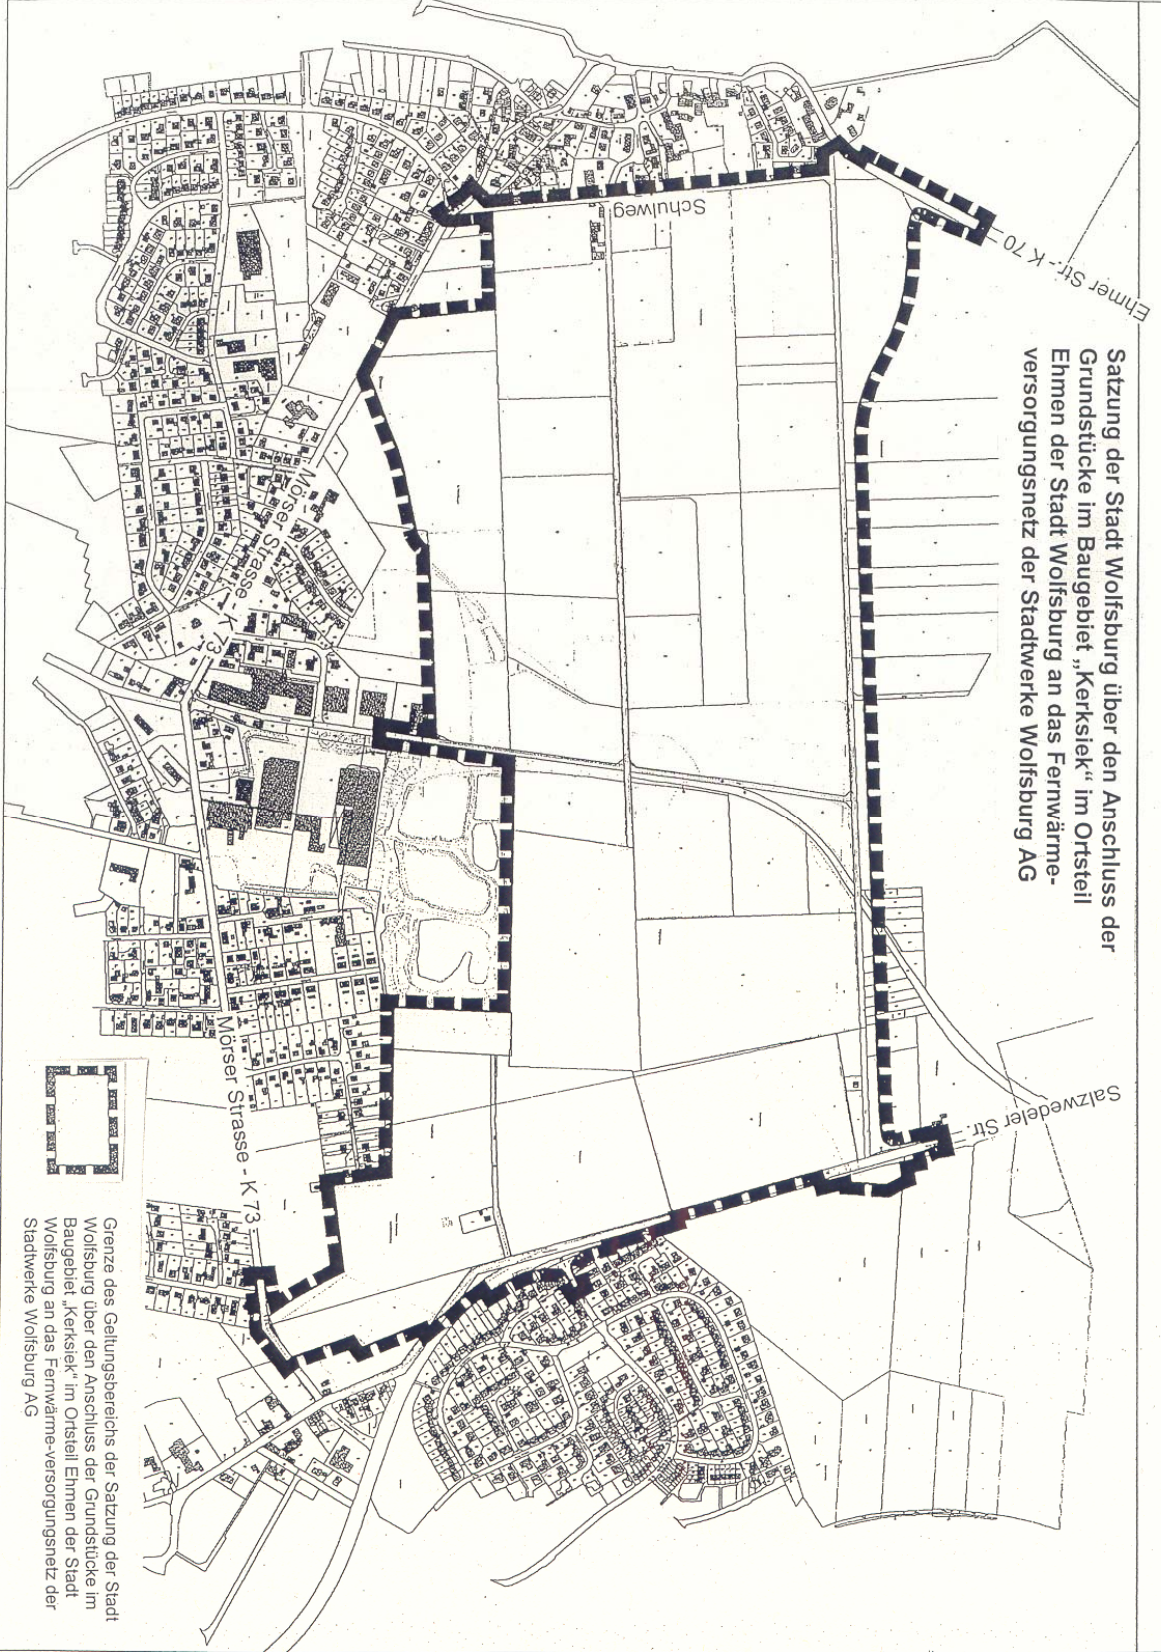 Satzung der Stadt Wolfsburg über den Anschluss der
Grundstücke im Baugebiet „Kerksiek“ im Ortsteil
Ehmen der Stadt Wolfsburg an das Fernwärme-
versorgungsnetz der Stadtwerke Wolfsburg AG
Ehmer Str.- K 70
Schulweg
Mörser Strasse - K 73
Salzwedeler Str.
Mörser Strasse - K 73
Grenze des Geltungsbereichs der Satzung der Stadt
Wolfsburg über den Anschluss der Grundstücke im
Baugebiet „Kerksiek“ im Ortsteil Ehmen der Stadt
Wolfsburg an das Fernwärme-versorgungsnetz der
Stadtwerke Wolfsburg AG